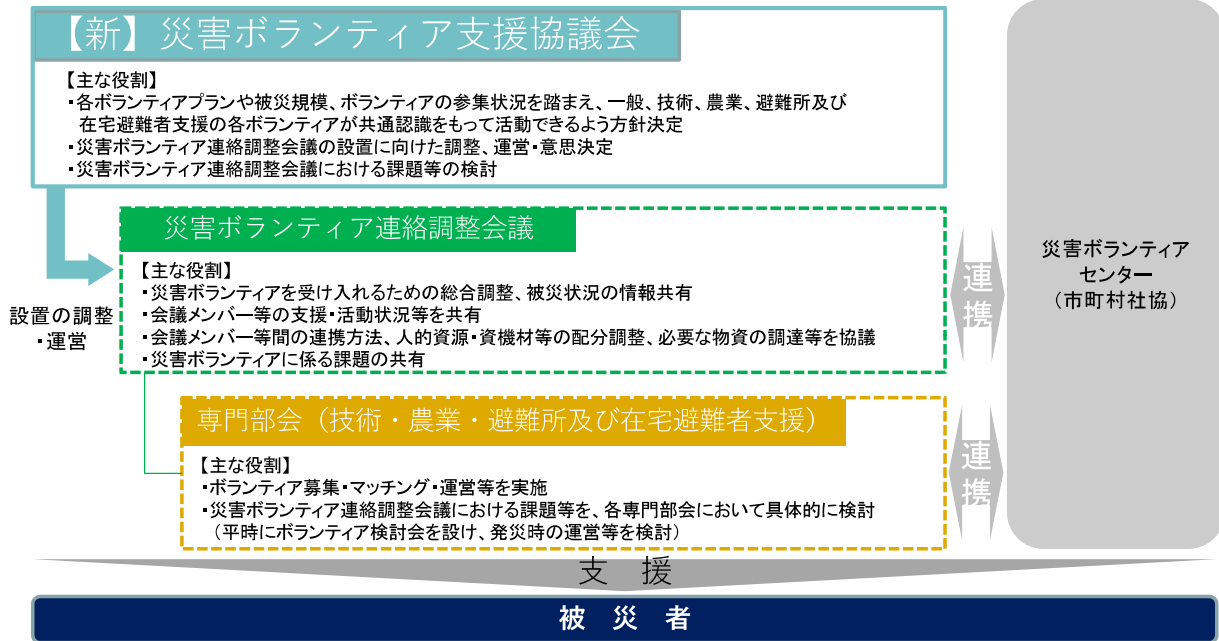 【新】災害ボランティア支援協議会
【主な役割】
・各ボランティアプランや被災規模、ボランティアの参集状況を踏まえ、一般、技術、農業、避難所及び
在宅避難者支援の各ボランティアが共通認識をもって活動できるよう方針決定
・災害ボランティア連絡調整会議の設置に向けた調整、運営・意思決定
・災害ボランティア連絡調整会議における課題等の検討
設置の調整
・運営
災害ボランティア連絡調整会議
【主な役割】
・災害ボランティアを受け入れるための総合調整、被災状況の情報共有
・会議メンバー等の支援・活動状況等を共有
・会議メンバー等間の連携方法、人的資源・資機材等の配分調整、必要な物資の調達等を協議
・災害ボランティアに係る課題の共有
連携
専門部会（技術・農業・避難所及び在宅避難者支援）
【主な役割】
・ボランティア募集・マッチング・運営等を実施
・災害ボランティア連絡調整会議における課題等を、各専門部会において具体的に検討
（平時にボランティア検討会を設け、発災時の運営等を検討）
連携
災害ボランティア
センター
（市町村社協）
支 援
被 災 者